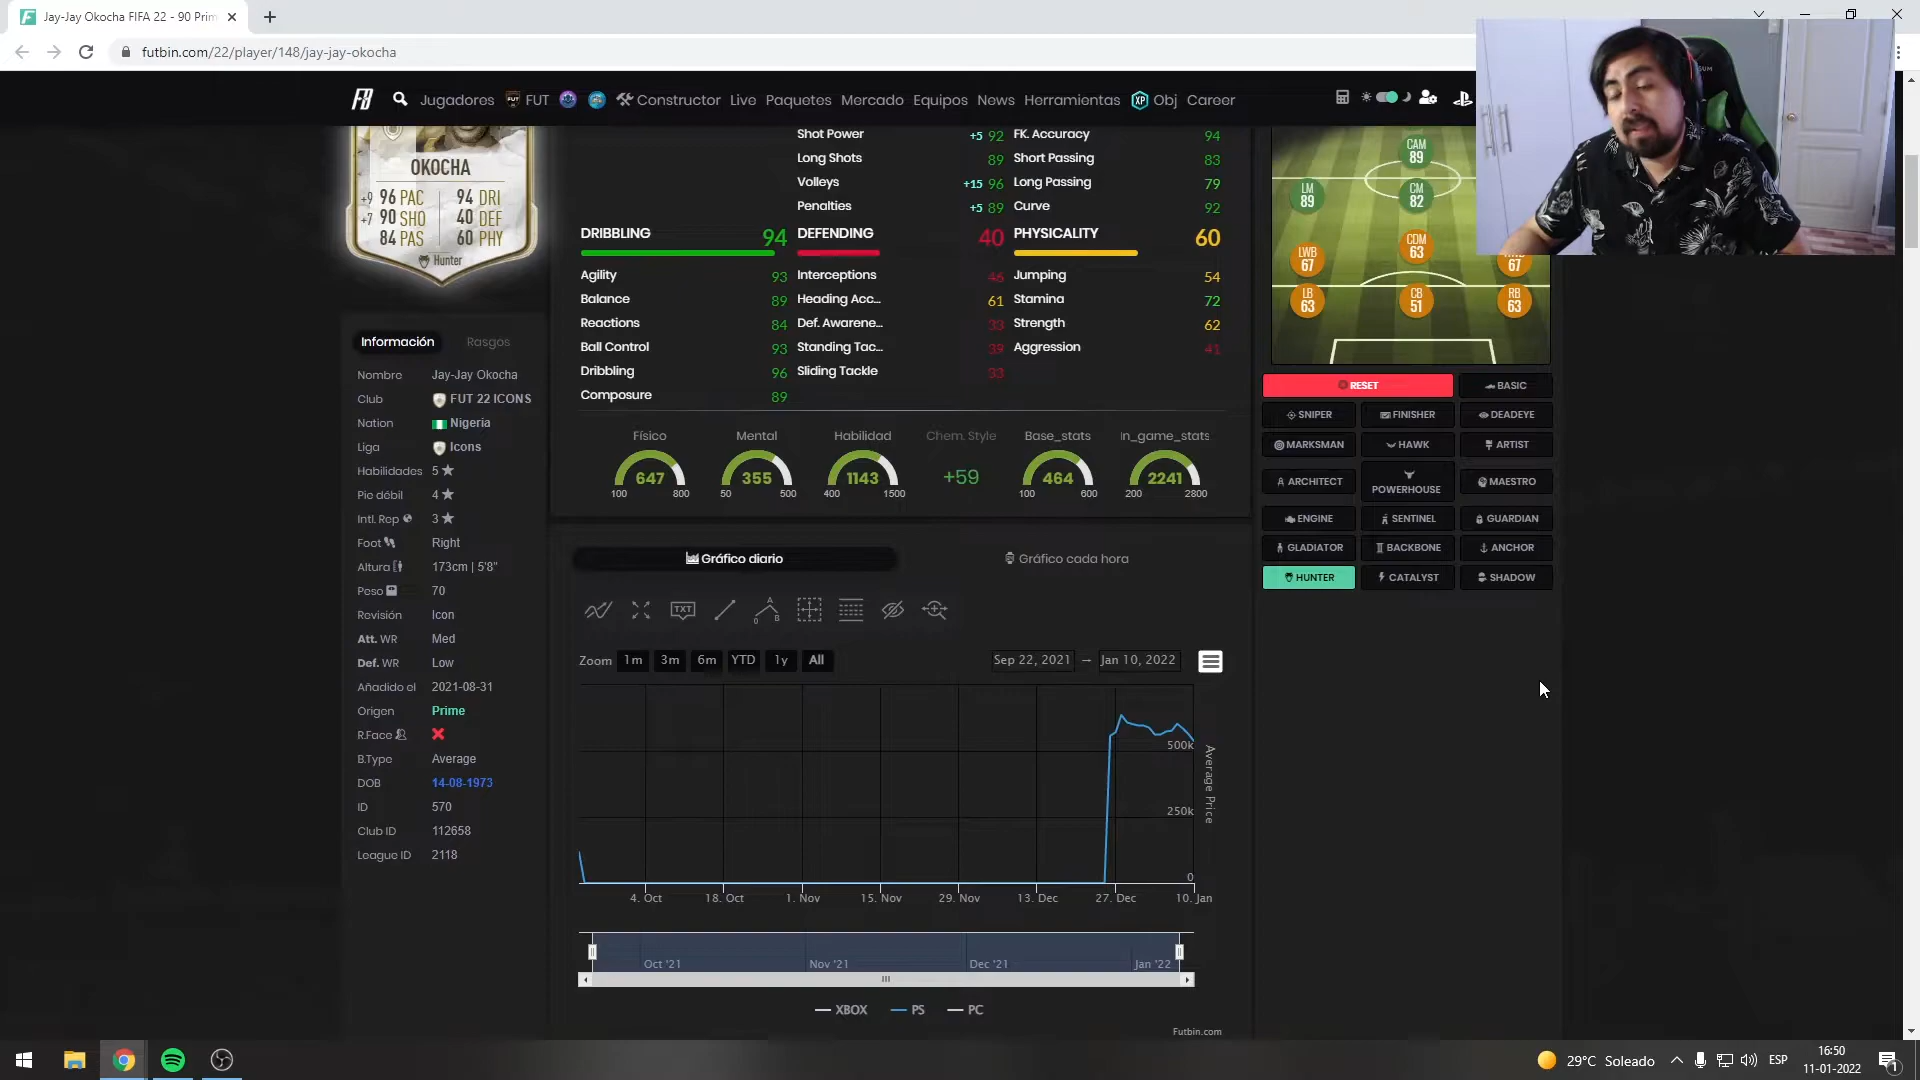 Jay-Jay Okocha FIFA 22 - 90 Prim
futbin.com/22/player/148/jay-jay-okocha
Jugadores FUT Constructor Live Paquetes Mercado Equipos News Herramientas XP Obj Career
OKOCHA
+9 96 PAC 94 DRI
+7 90 SHO 40 DEF
84 PAS 60 PHY
Hunter
Shot Power +5 92
Long Shots 89
Volleys +15 96
Penalties +5 89
FK. Accuracy 94
Short Passing 83
Long Passing 79
Curve 92
DRIBBLING 94
Agility 93
Balance 89
Reactions 84
Ball Control 93
Dribbling 96
Composure 89
DEFENDING 40
Interceptions 46
Heading Acc... 61
Def. Awarene... 33
Standing Tac... 39
Sliding Tackle 33
PHYSICALITY 60
Jumping 54
Stamina 72
Strength 62
Aggression 41
CAM 89
LM 89
CM 82
LWB 67
CDM 63
67
LB 63
CB 51
RB 63
RESET BASIC
SNIPER FINISHER DEADEYE
MARKSMAN HAWK ARTIST
ARCHITECT POWERHOUSE MAESTRO
ENGINE SENTINEL GUARDIAN
GLADIATOR BACKBONE ANCHOR
HUNTER CATALYST SHADOW
Información Rasgos
Nombre Jay-Jay Okocha
Club FUT 22 ICONS
Nation Nigeria
Liga Icons
Habilidades 5
Pie débil 4
Intl. Rep 3
Foot Right
Altura 173cm | 5'8"
Peso 70
Revisión Icon
Att. WR Med
Def. WR Low
Añadido el 2021-08-31
Origen Prime
R.Face
B.Type Average
DOB 14-08-1973
ID 570
Club ID 112658
League ID 2118
Físico Mental Habilidad Chem. Style Base_stats In_game_stats
647 355 1143 +59 464 2241
100 800 50 500 400 1500 100 600 200 2800
Gráfico diario Gráfico cada hora
TXT
Zoom 1m 3m 6m YTD 1y All Sep 22, 2021 → Jan 10, 2022
500k
250k
0
Average Price
4. Oct 18. Oct 1. Nov 15. Nov 29. Nov 13. Dec 27. Dec 10. Jan
Oct '21 Nov '21 Dec '21 Jan '22
XBOX PS PC
Futbin.com
29°C Soleado ESP 16:50
11-01-2022
1